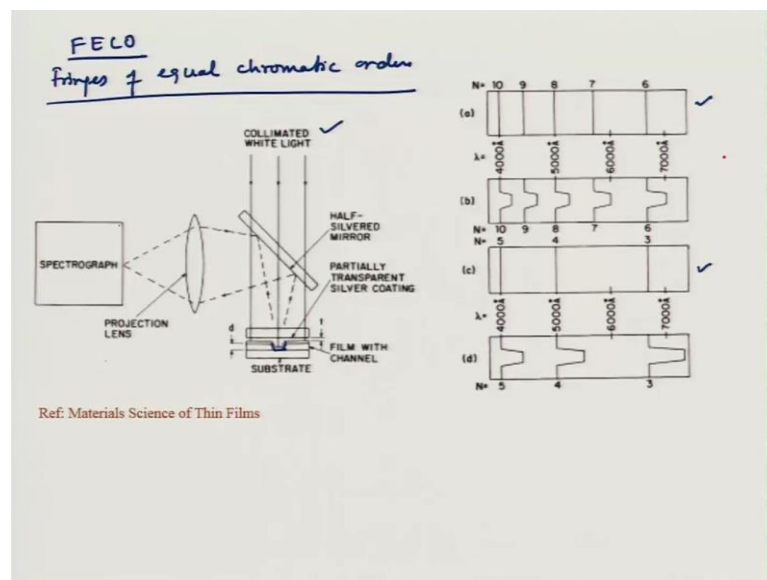 FECO
Fringes of equal chromatic orders
COLLIMATED
WHITE LIGHT
HALF-
SILVERED
MIRROR
PARTIALLY
TRANSPARENT
SILVER COATING
SPECTROGRAPH
PROJECTION
LENS
d
t
FILM WITH
CHANNEL
SUBSTRATE
Ref: Materials Science of Thin Films
N= 10 9 8 7 6
(a)
λ= 4000Å 5000Å 6000Å 7000Å
(b)
N= 10 9 8 7 6
N= 5 4 3
(c)
λ= 4000Å 5000Å 6000Å 7000Å
(d)
N= 5 4 3